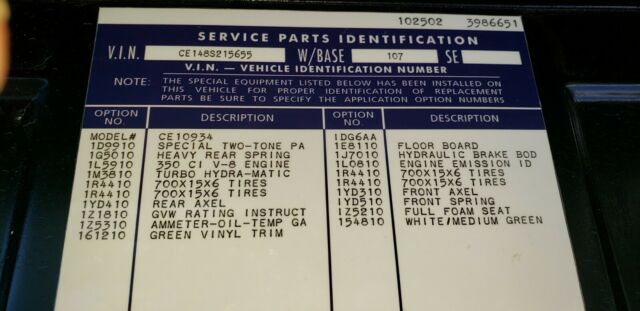 102502 3986651
SERVICE PARTS IDENTIFICATION
V.I.N. CE148S215655 W/BASE 107 SE
V.I.N. — VEHICLE IDENTIFICATION NUMBER
NOTE: THE SPECIAL EQUIPMENT LISTED BELOW HAS BEEN INSTALLED ON
THIS VEHICLE FOR PROPER IDENTIFICATION OF REPLACEMENT
PARTS BE SURE TO SPECIFY THE APPLICATION OPTION NUMBERS
OPTION NO. DESCRIPTION OPTION NO. DESCRIPTION
MODEL# CE10934 1DG6AA
1D9910 SPECIAL TWO-TONE PA 1E8110 FLOOR BOARD
1G5010 HEAVY REAR SPRING 1J7010 HYDRAULIC BRAKE BOD
1L5910 350 CI V-8 ENGINE 1L0810 ENGINE EMISSION ID
1M3810 TURBO HYDRA-MATIC 1R4410 700X15X6 TIRES
1R4410 700X15X6 TIRES 1R4410 700X15X6 TIRES
1R4410 700X15X6 TIRES 1YD310 FRONT AXEL
1YD410 REAR AXEL 1YD510 FRONT SPRING
1Z1810 GVW RATING INSTRUCT 1Z5210 FULL FOAM SEAT
1Z5310 AMMETER-OIL-TEMP GA 154810 WHITE/MEDIUM GREEN
161210 GREEN VINYL TRIM